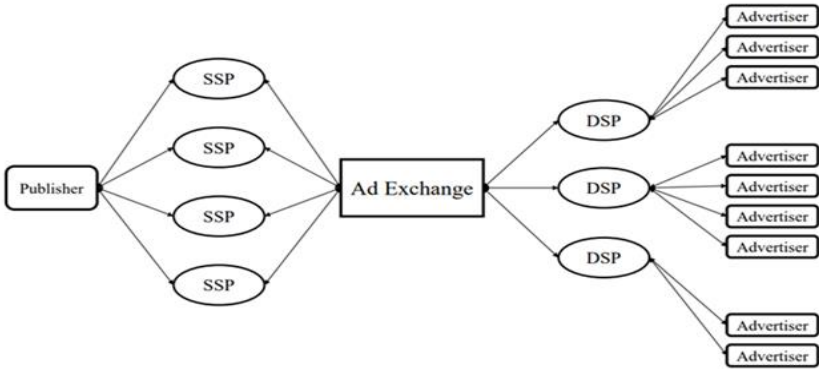 Publisher
SSP
SSP
SSP
SSP
Ad Exchange
DSP
DSP
DSP
Advertiser
Advertiser
Advertiser
Advertiser
Advertiser
Advertiser
Advertiser
Advertiser
Advertiser